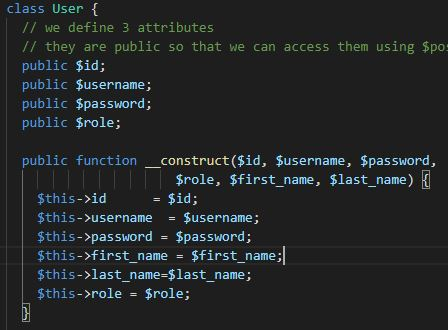 class User {
// we define 3 attributes
// they are public so that we can access them using $pos
public $id;
public $username;
public $password;
public $role;
public function __construct($id, $username, $password,
$role, $first_name, $last_name) {
$this->id = $id;
$this->username = $username;
$this->password = $password;
$this->first_name = $first_name;
$this->last_name=$last_name;
$this->role = $role;
}